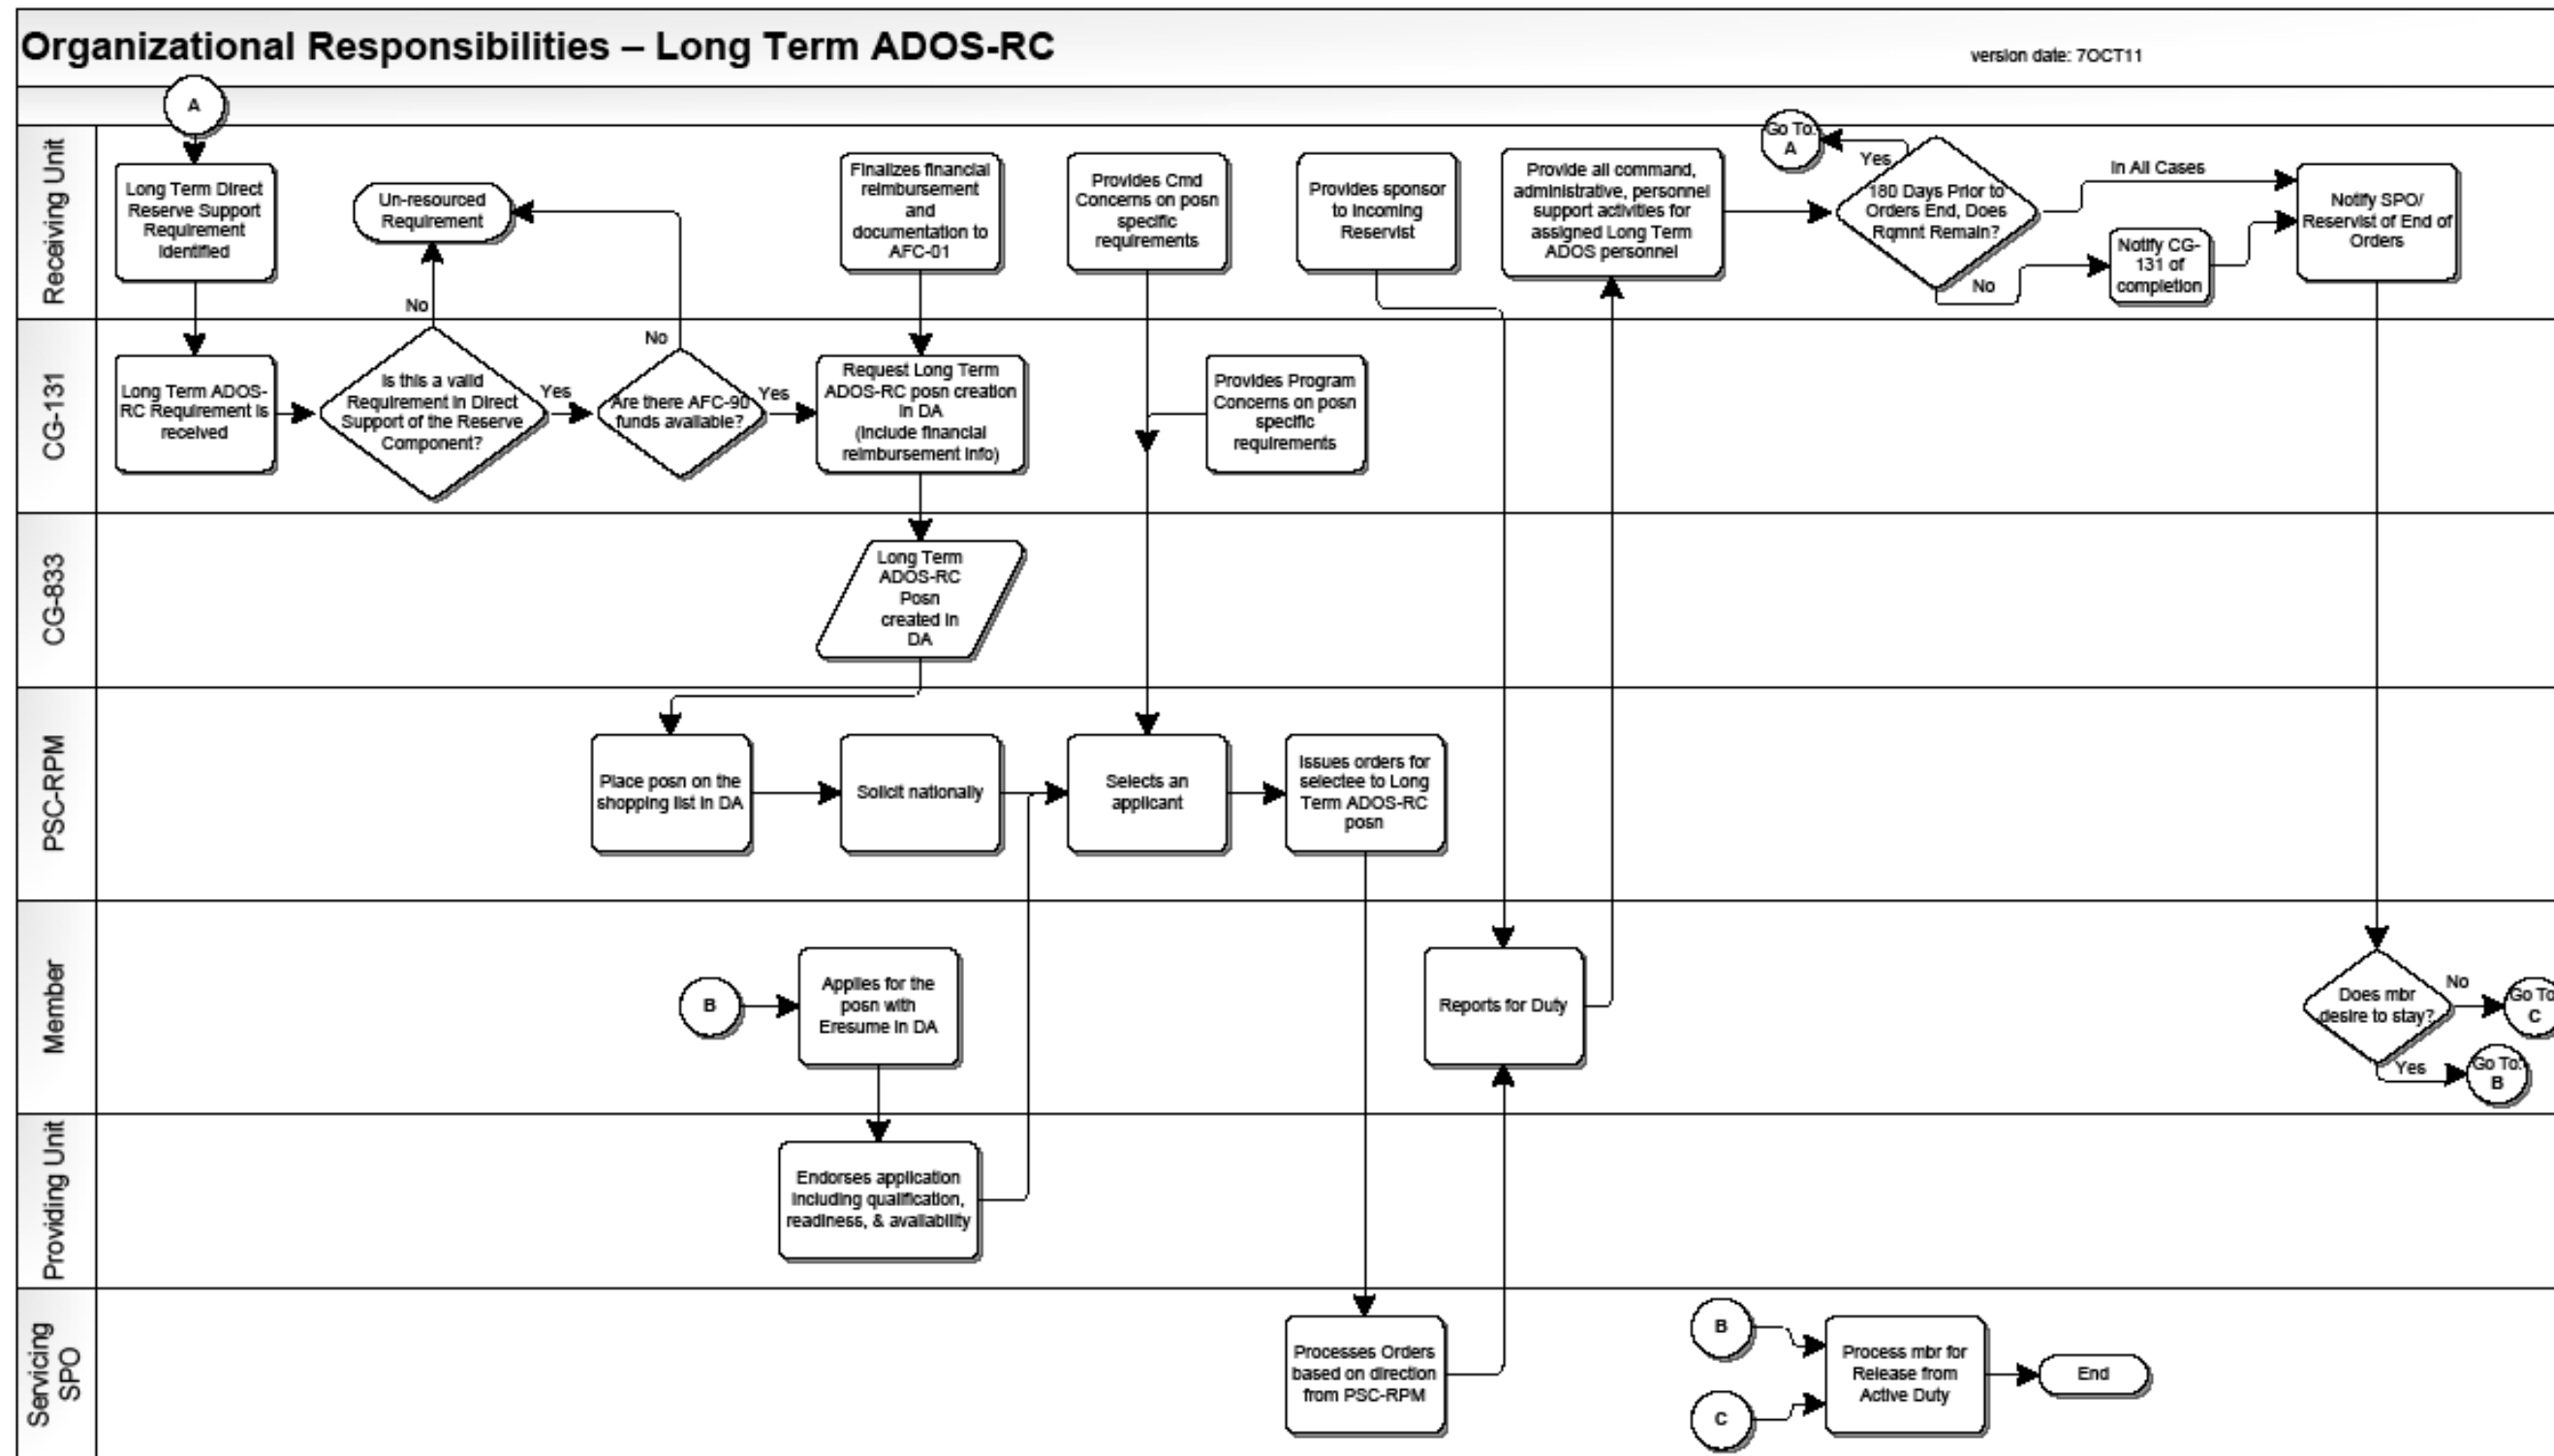 Organizational Responsibilities – Long Term ADOS-RC
version date: 7OCT11
A
Receiving Unit
Long Term Direct
Reserve Support
Requirement
Identified
Un-resourced
Requirement
Finalizes financial
reimbursement
and
documentation to
AFC-01
Provides Cmd
Concerns on posn
specific
requirements
Provides sponsor
to incoming
Reservist
Provide all command,
administrative, personnel
support activities for
assigned Long Term
ADOS personnel
Go To:
A
Yes
180 Days Prior to
Orders End, Does
Rqmnt Remain?
In All Cases
No
Notify CG-
131 of
completion
Notify SPO/
Reservist of End of
Orders
No
No
CG-131
Long Term ADOS-
RC Requirement is
received
Is this a valid
Requirement in Direct
Support of the Reserve
Component?
Yes
Are there AFC-90
funds available?
Yes
Request Long Term
ADOS-RC posn creation
in DA
(include financial
reimbursement info)
Provides Program
Concerns on posn
specific
requirements
CG-833
Long Term
ADOS-RC
Posn
created in
DA
PSC-RPM
Place posn on the
shopping list in DA
Solicit nationally
Selects an
applicant
Issues orders for
selectee to Long
Term ADOS-RC
posn
Member
B
Applies for the
posn with
Eresume in DA
Reports for Duty
Does mbr
desire to stay?
No
Go To
C
Yes
Go To:
B
Providing Unit
Endorses application
including qualification,
readiness, & availability
Servicing
SPO
Processes Orders
based on direction
from PSC-RPM
B
C
Process mbr for
Release from
Active Duty
End